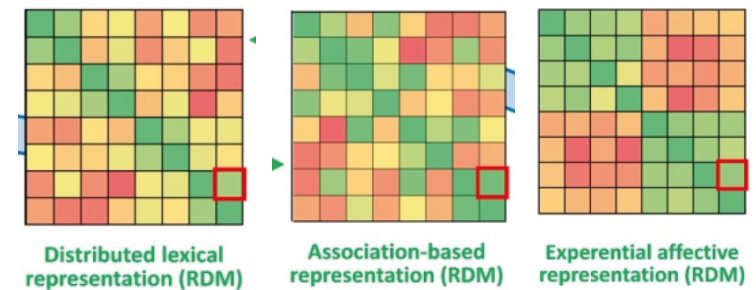 Distributed lexical
representation (RDM)
Association-based
representation (RDM)
Experential affective
representation (RDM)